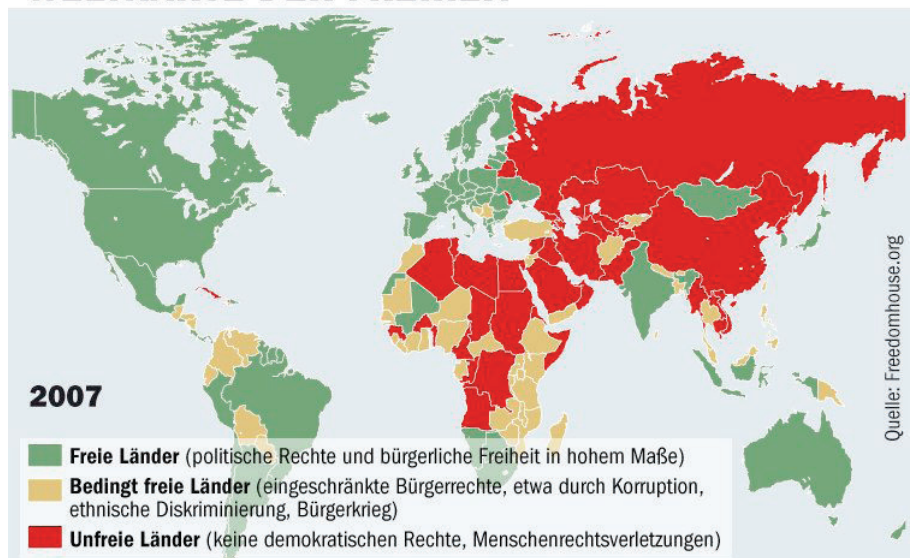 2007
Freie Länder (politische Rechte und bürgerliche Freiheit in hohem Maße)
Bedingt freie Länder (eingeschränkte Bürgerrechte, etwa durch Korruption,
ethnische Diskriminierung, Bürgerkrieg)
Unfreie Länder (keine demokratischen Rechte, Menschenrechtsverletzungen)
Quelle: Freedomhouse.org